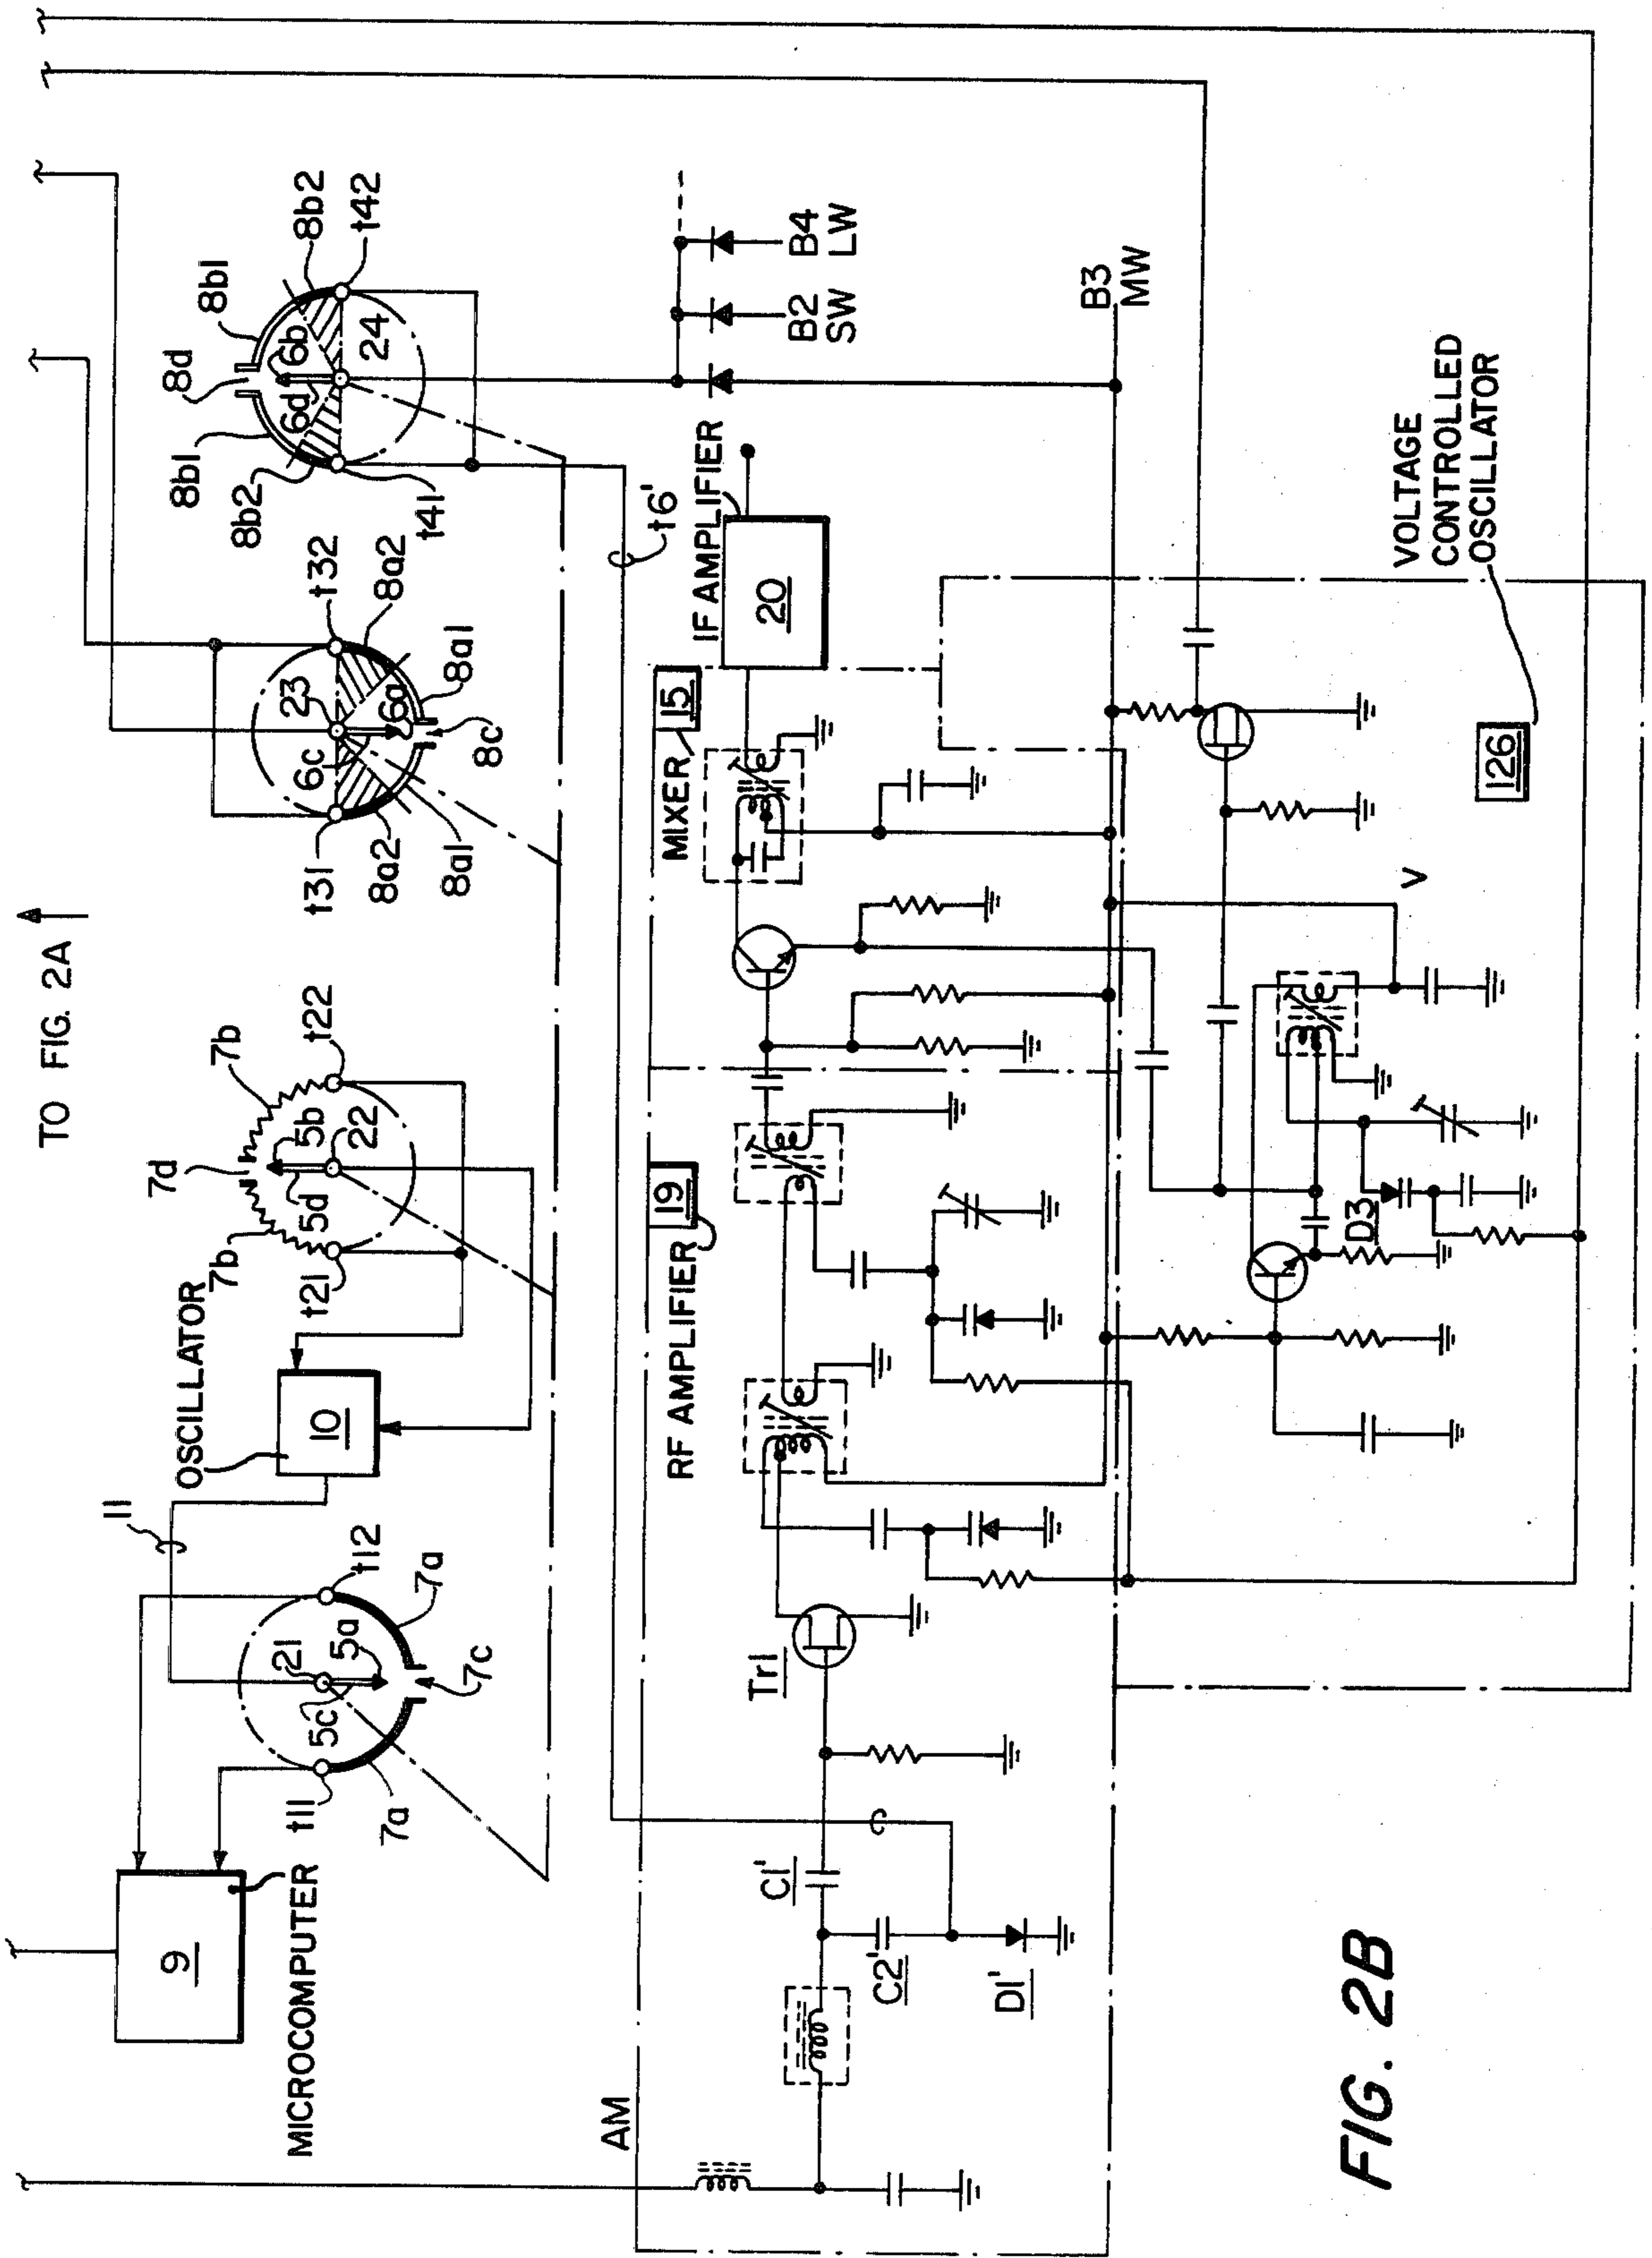 TO FIG. 2A
9
MICROCOMPUTER
t11
t12
7a
7a
7c
21
5a
5c
11
OSCILLATOR
10
t21
t22
7b
7b
7d
5b
5d
22
t31
t32
23
6a
6c
8a2
8a2
8a1
8a1
8c
8d
8b1
8b1
8b2
8b2
6b
6d
24
t41
t42
t6'
B2
SW
B4
LW
B3
MW
AM
RF AMPLIFIER
19
MIXER
15
IF AMPLIFIER
20
C1'
C2'
D1'
Tr1
D3
V
VOLTAGE
CONTROLLED
OSCILLATOR
126
FIG. 2B